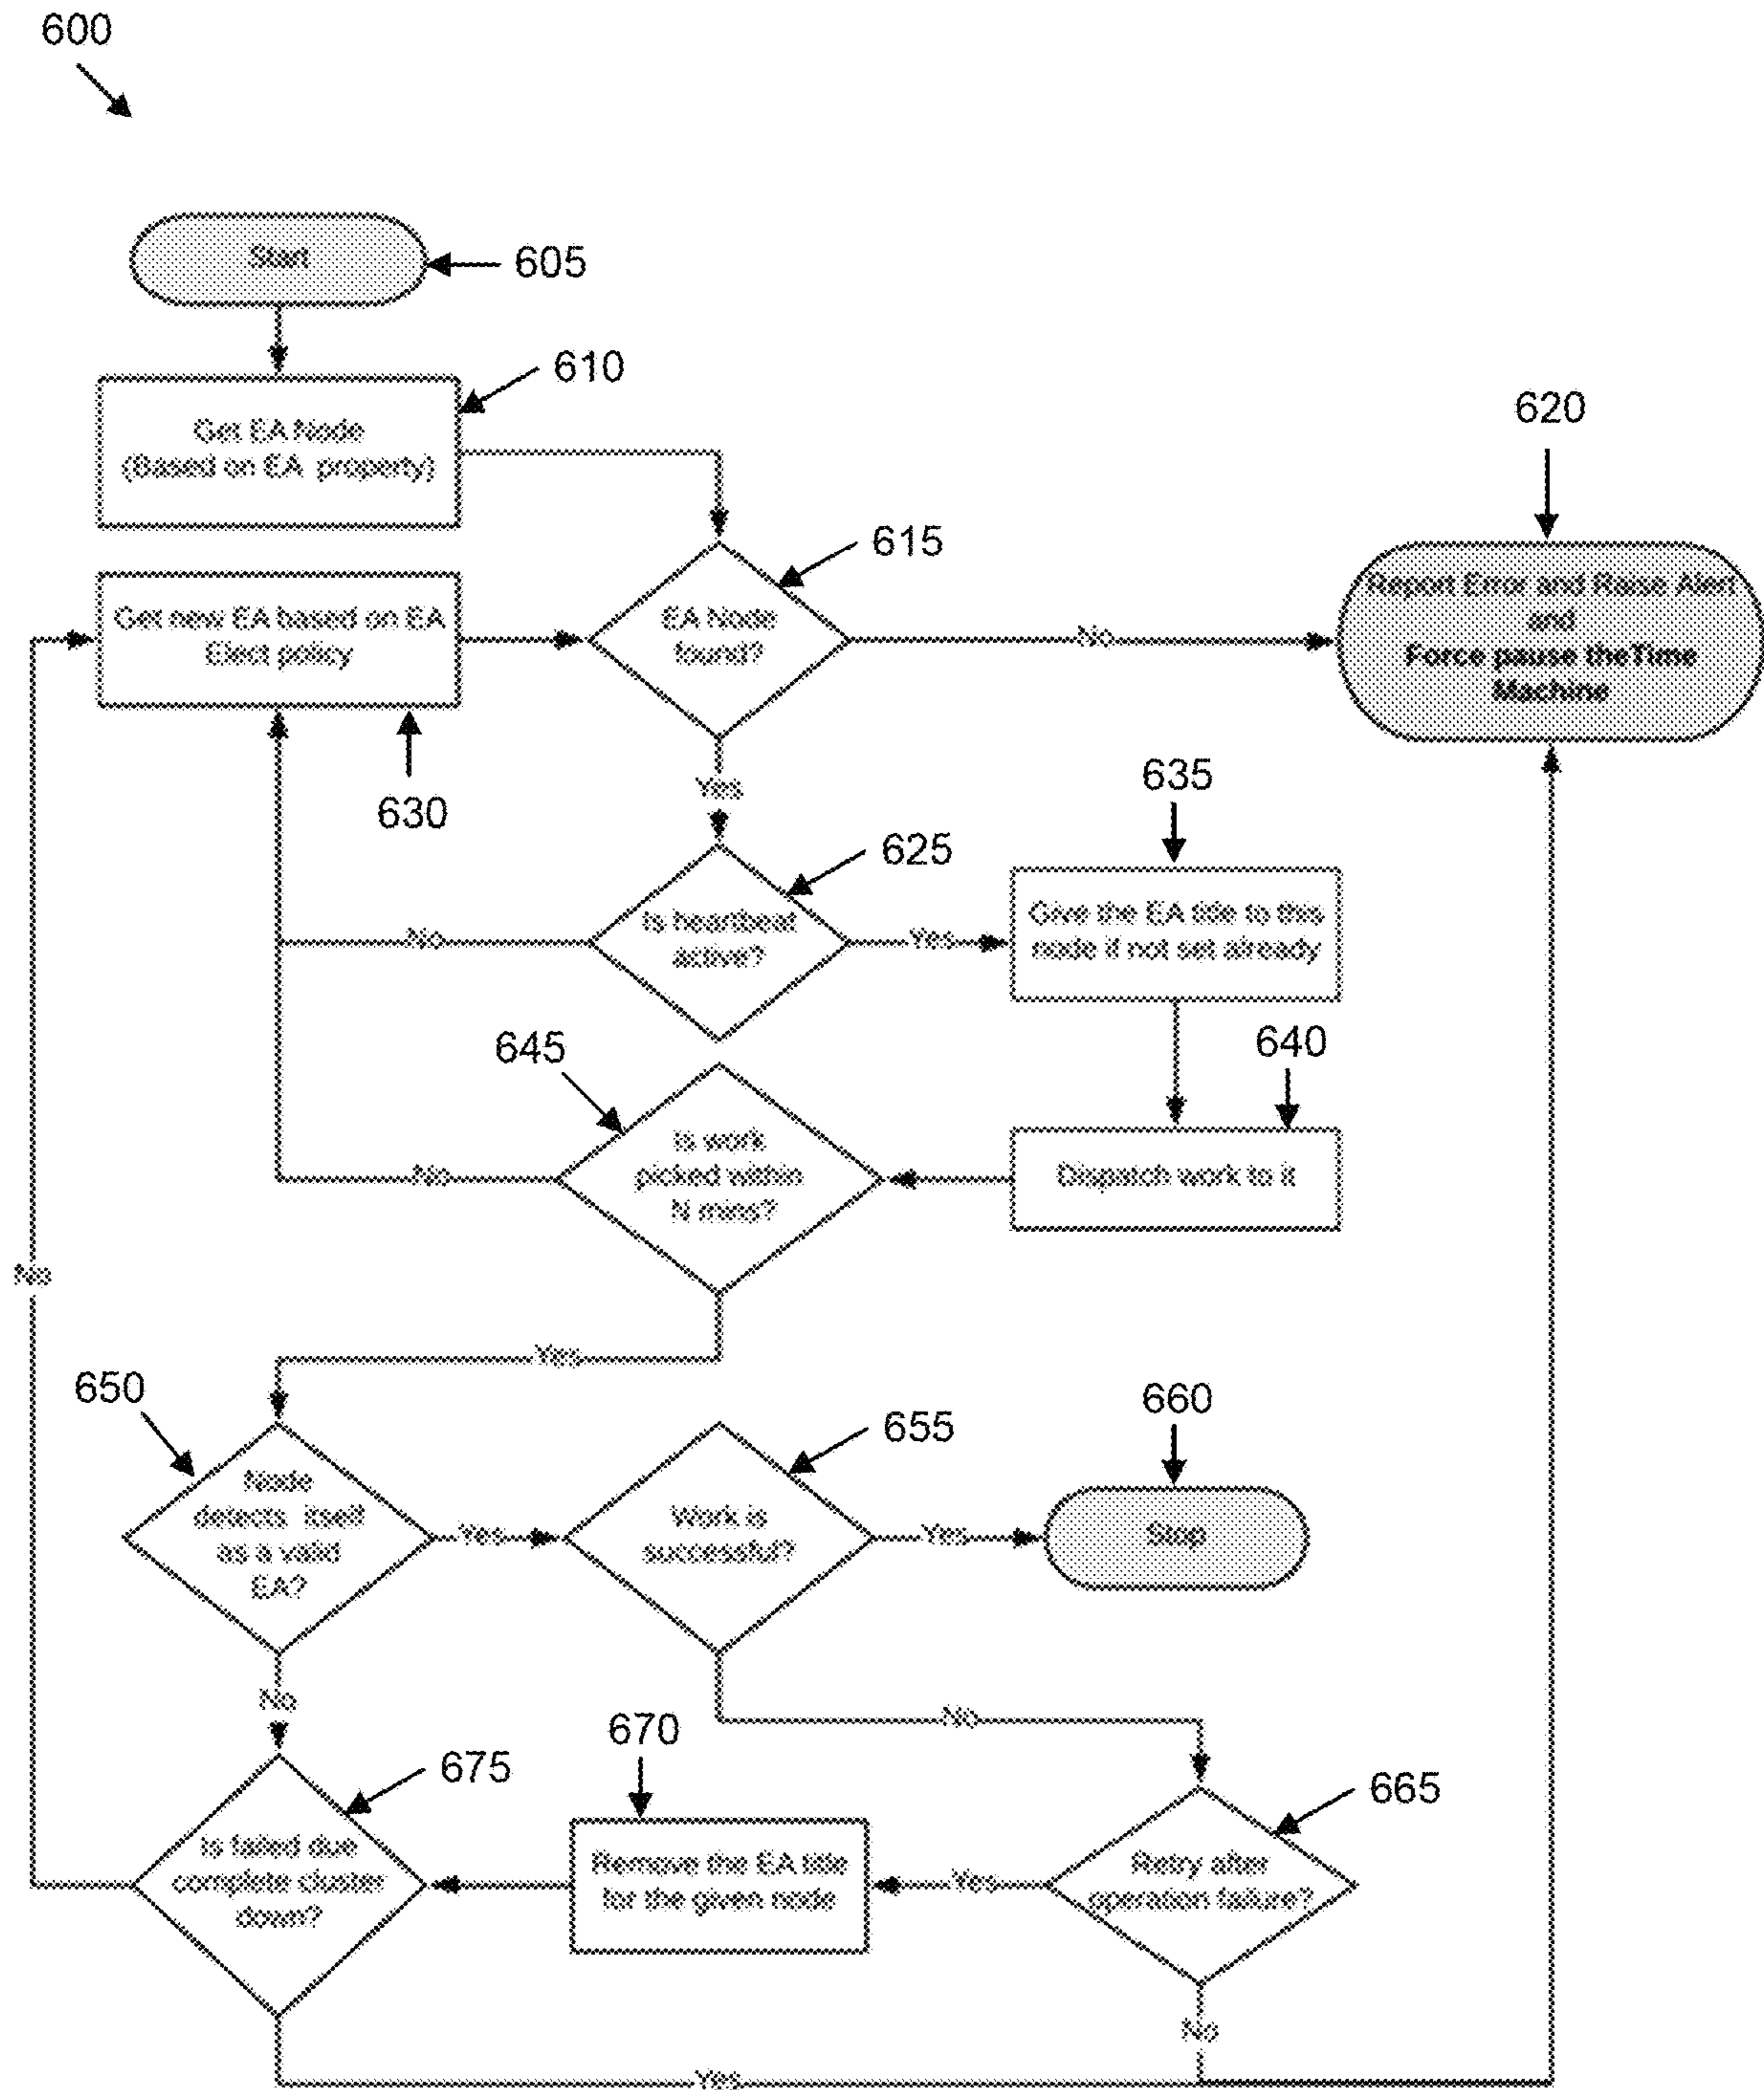 600
Start
605
610
Get EA Node
(Based on EA property)
620
615
Get new EA based on EA
Elect policy
EA Node
found?
No
Report Error and Raise Alert
and
Force pause theTime
Machine
630
Yes
635
625
Is heartbeat
active?
No
Yes
Give the EA title to this
node if not set already
645
640
Is work
picked within
N mins?
No
Dispatch work to it
No
Yes
650
655
660
Node
detects itself
as a valid
EA?
Yes
Work is
successful?
Yes
Stop
No
No
670
675
665
Is failed due
complete cluster
down?
Remove the EA title
for the given node
Yes
Retry after
operation failure?
No
Yes